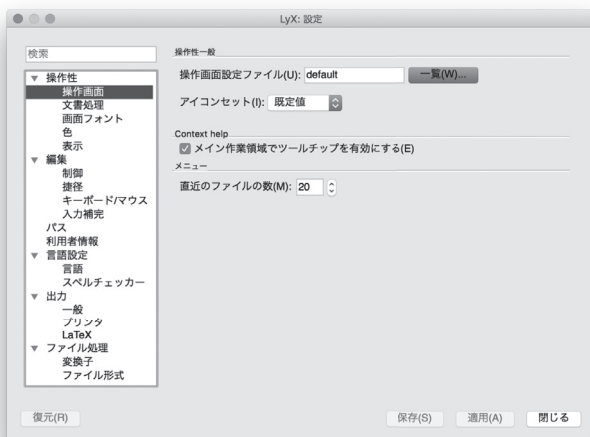 LyX: 設定
検索
▼ 操作性
操作画面
文書処理
画面フォント
色
表示
▼ 編集
制御
捷径
キーボード/マウス
入力補完
パス
利用者情報
▼ 言語設定
言語
スペルチェッカー
▼ 出力
一般
プリンタ
LaTeX
▼ ファイル処理
変換子
ファイル形式
操作性一般
操作画面設定ファイル(U): default 一覧(W)...
アイコンセット(I): 既定値
Context help
メイン作業領域でツールチップを有効にする(E)
メニュー
直近のファイルの数(M): 20
復元(R) 保存(S) 適用(A) 閉じる